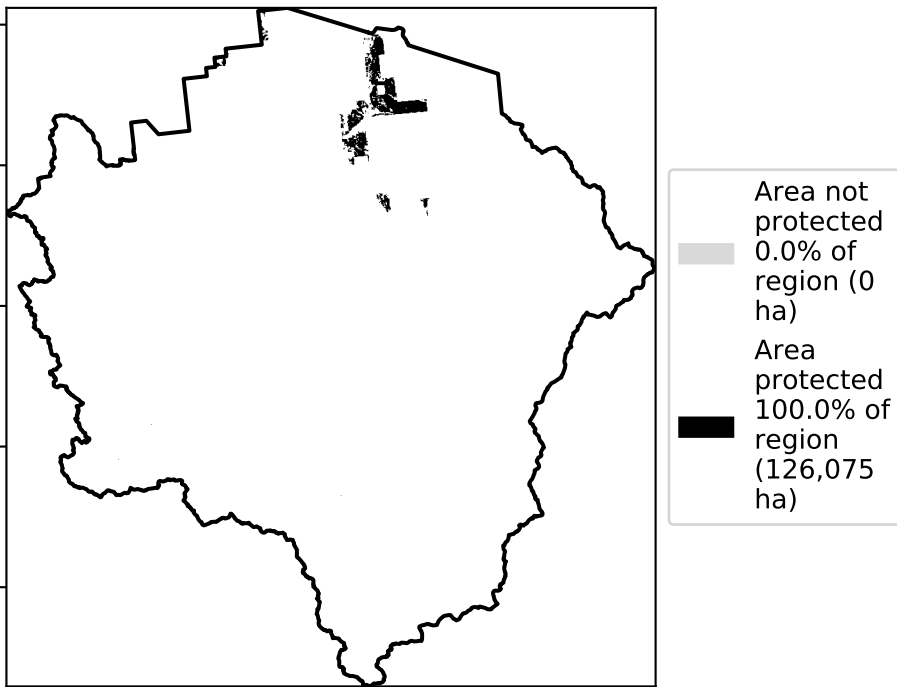 Area not
protected
0.0% of
region (0
ha)
Area
protected
100.0% of
region
(126,075
ha)